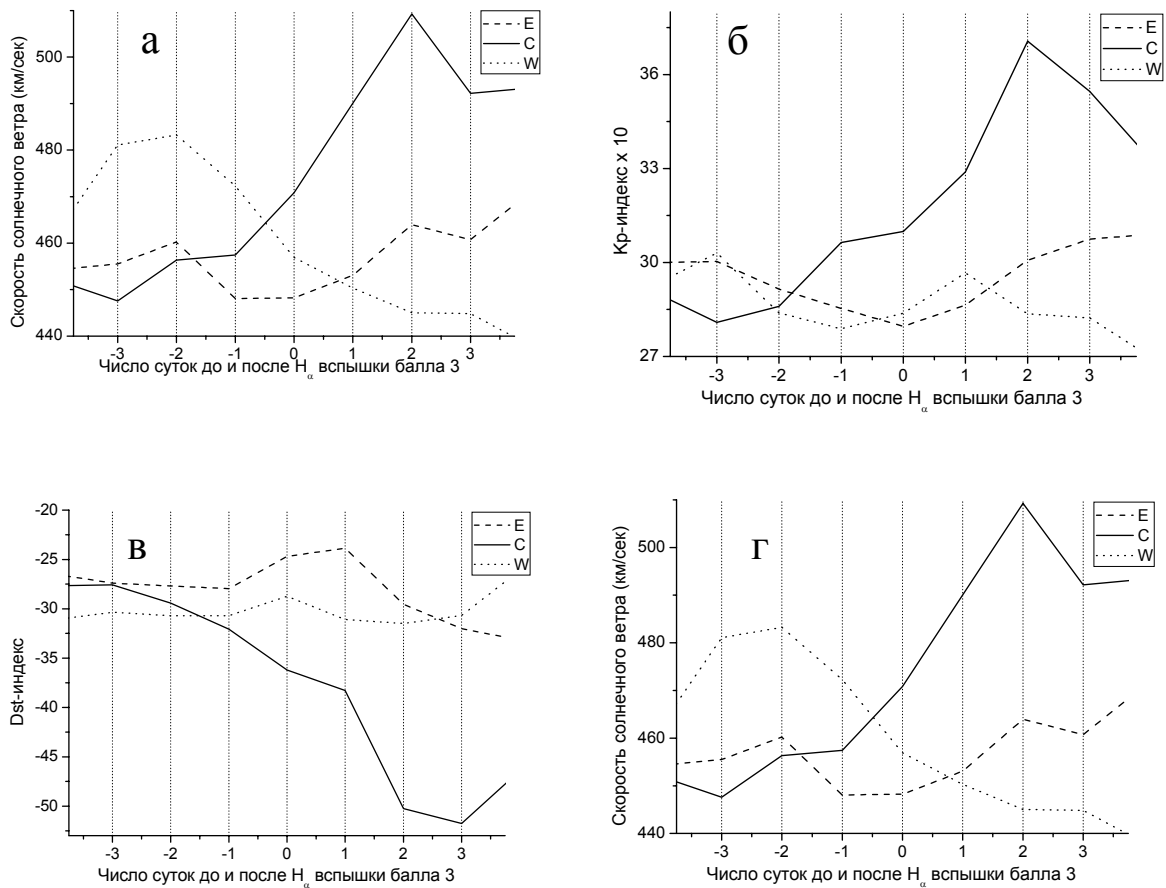 а
E
C
W
500
480
460
440
-3 -2 -1 0 1 2 3
Скорость солнечного ветра (км/сек)
Число суток до и после Hα вспышки балла 3
б
E
C
W
36
33
30
27
-3 -2 -1 0 1 2 3
Kp-индекс x 10
Число суток до и после Hα вспышки балла 3
в
E
C
W
-20
-25
-30
-35
-40
-45
-50
-3 -2 -1 0 1 2 3
Dst-индекс
Число суток до и после Hα вспышки балла 3
г
E
C
W
500
480
460
440
-3 -2 -1 0 1 2 3
Скорость солнечного ветра (км/сек)
Число суток до и после Hα вспышки балла 3